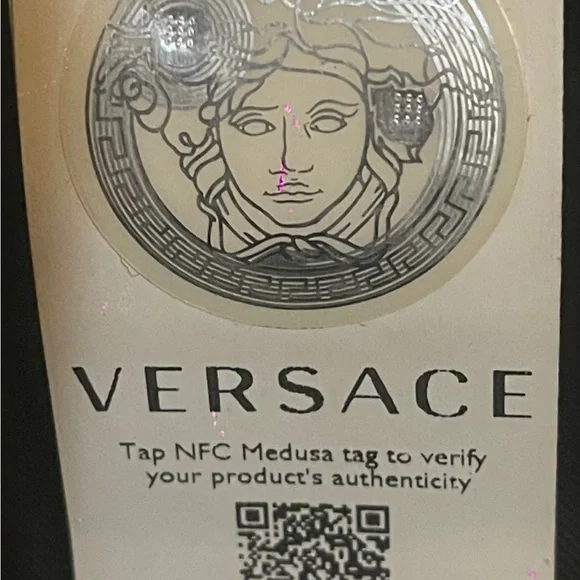 VERSACE
Tap NFC Medusa tag to verify
your product's authenticity